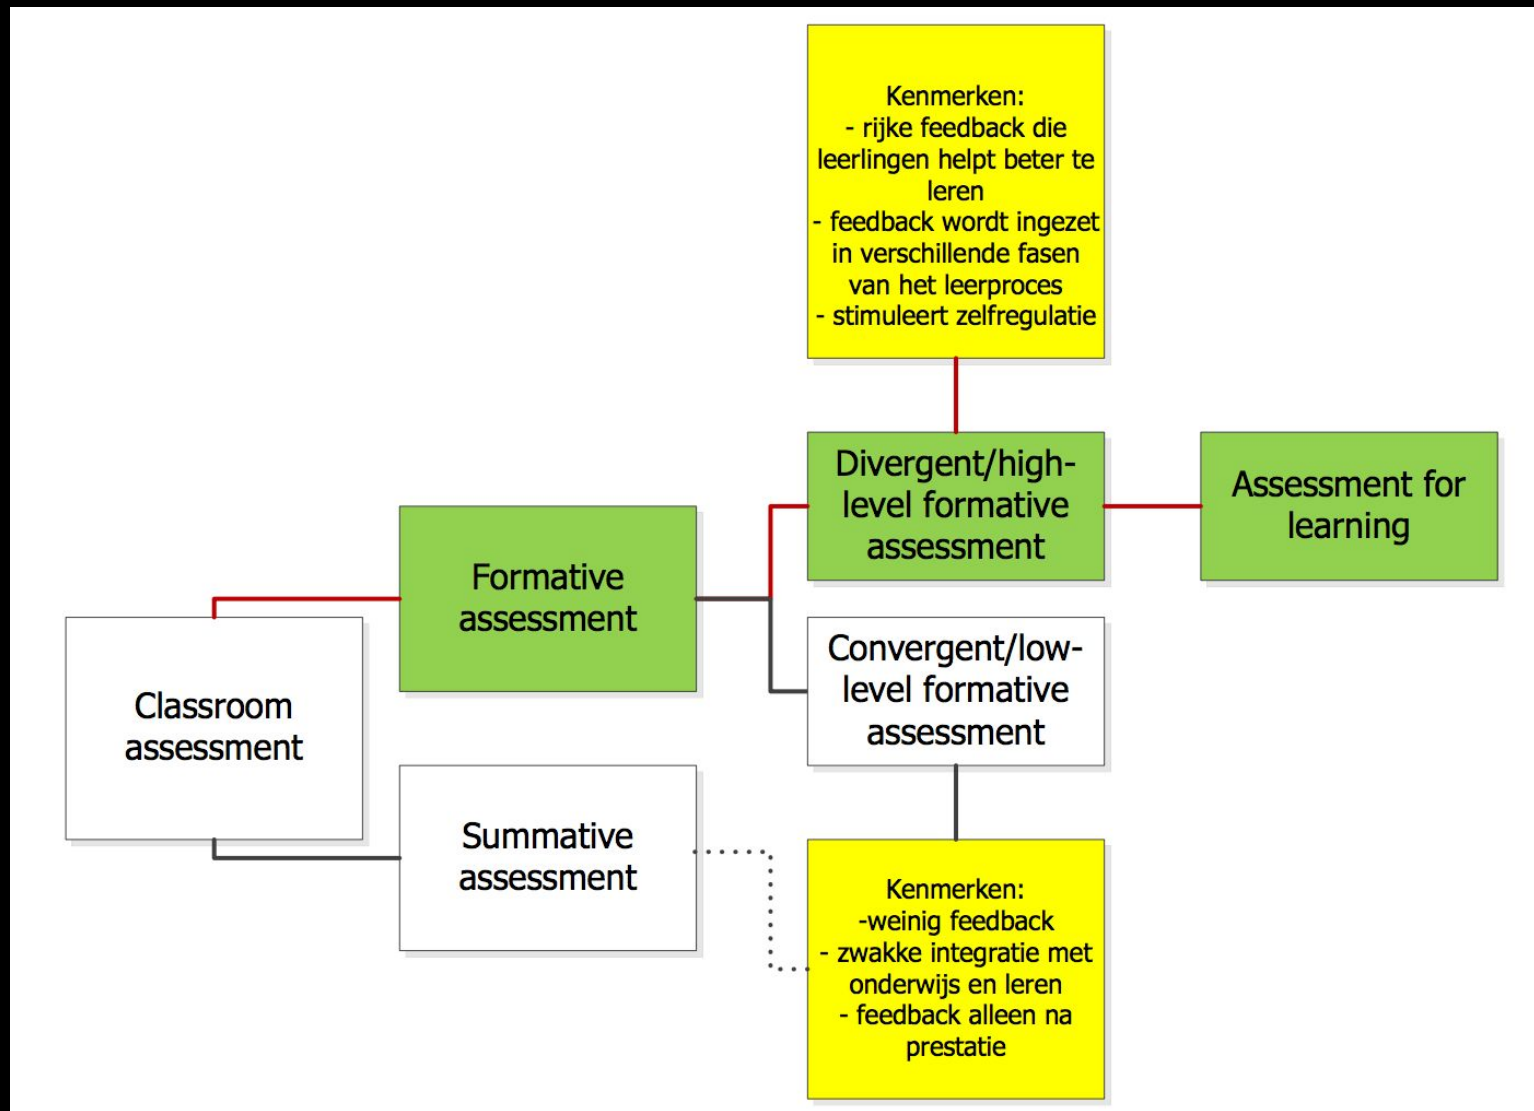 Kenmerken:
- rijke feedback die
leerlingen helpt beter te
leren
- feedback wordt ingezet
in verschillende fasen
van het leerproces
- stimuleert zelfregulatie
Divergent/high-
level formative
assessment
Assessment for
learning
Formative
assessment
Classroom
assessment
Convergent/low-
level formative
assessment
Summative
assessment
Kenmerken:
-weinig feedback
- zwakke integratie met
onderwijs en leren
- feedback alleen na
prestatie